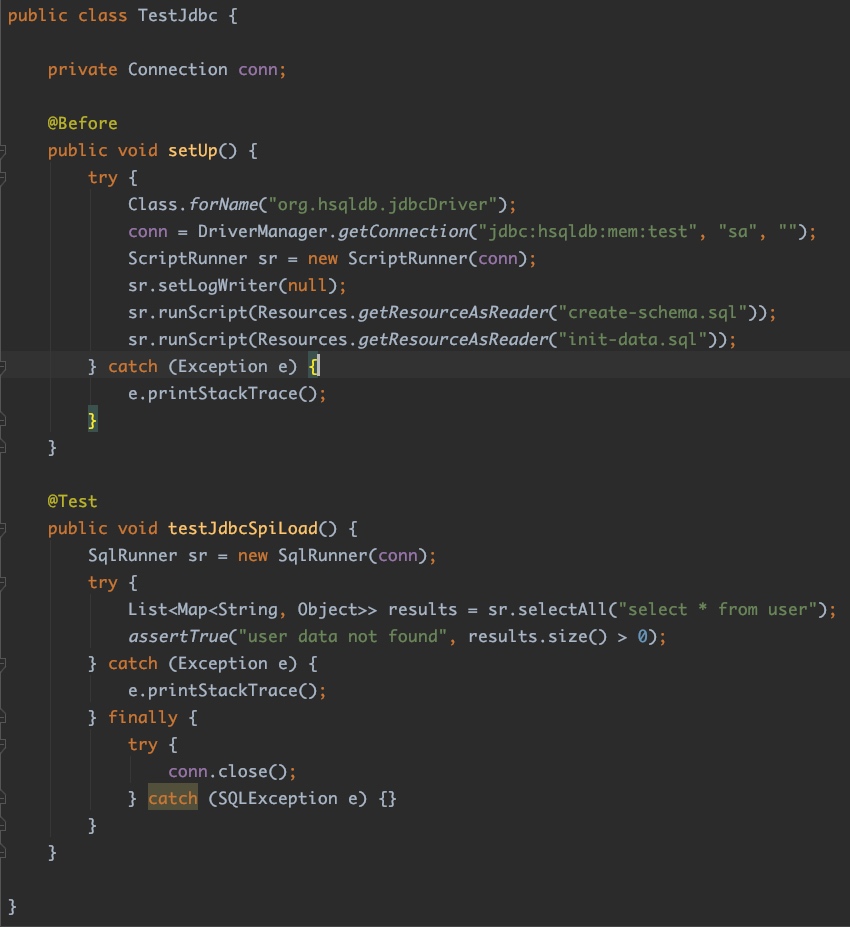 public class TestJdbc {
private Connection conn;
@Before
public void setUp() {
try {
Class.forName("org.hsqldb.jdbcDriver");
conn = DriverManager.getConnection("jdbc:hsqldb:mem:test", "sa", "");
ScriptRunner sr = new ScriptRunner(conn);
sr.setLogWriter(null);
sr.runScript(Resources.getResourceAsReader("create-schema.sql"));
sr.runScript(Resources.getResourceAsReader("init-data.sql"));
} catch (Exception e) {
e.printStackTrace();
}
}
@Test
public void testJdbcSpiLoad() {
SqlRunner sr = new SqlRunner(conn);
try {
List<Map<String, Object>> results = sr.selectAll("select * from user");
assertTrue("user data not found", results.size() > 0);
} catch (Exception e) {
e.printStackTrace();
} finally {
try {
conn.close();
} catch (SQLException e) {}
}
}
}